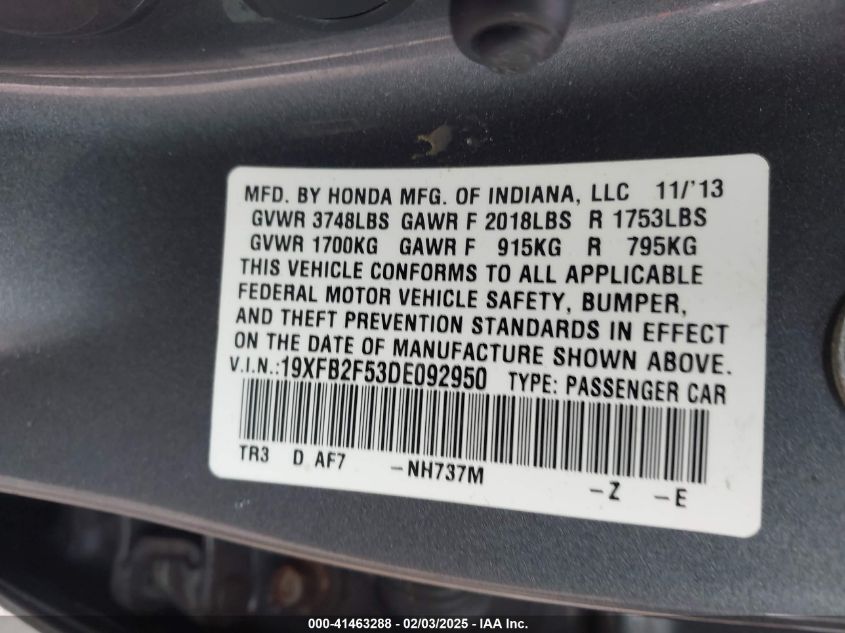 MFD. BY HONDA MFG. OF INDIANA, LLC 11/'13
GVWR 3748LBS GAWR F 2018LBS R 1753LBS
GVWR 1700KG GAWR F 915KG R 795KG
THIS VEHICLE CONFORMS TO ALL APPLICABLE
FEDERAL MOTOR VEHICLE SAFETY, BUMPER,
AND THEFT PREVENTION STANDARDS IN EFFECT
ON THE DATE OF MANUFACTURE SHOWN ABOVE.
V.I.N.:19XFB2F53DE092950 TYPE: PASSENGER CAR
TR3 D AF7 -NH737M -Z -E
000-41463288 - 02/03/2025 - IAA Inc.